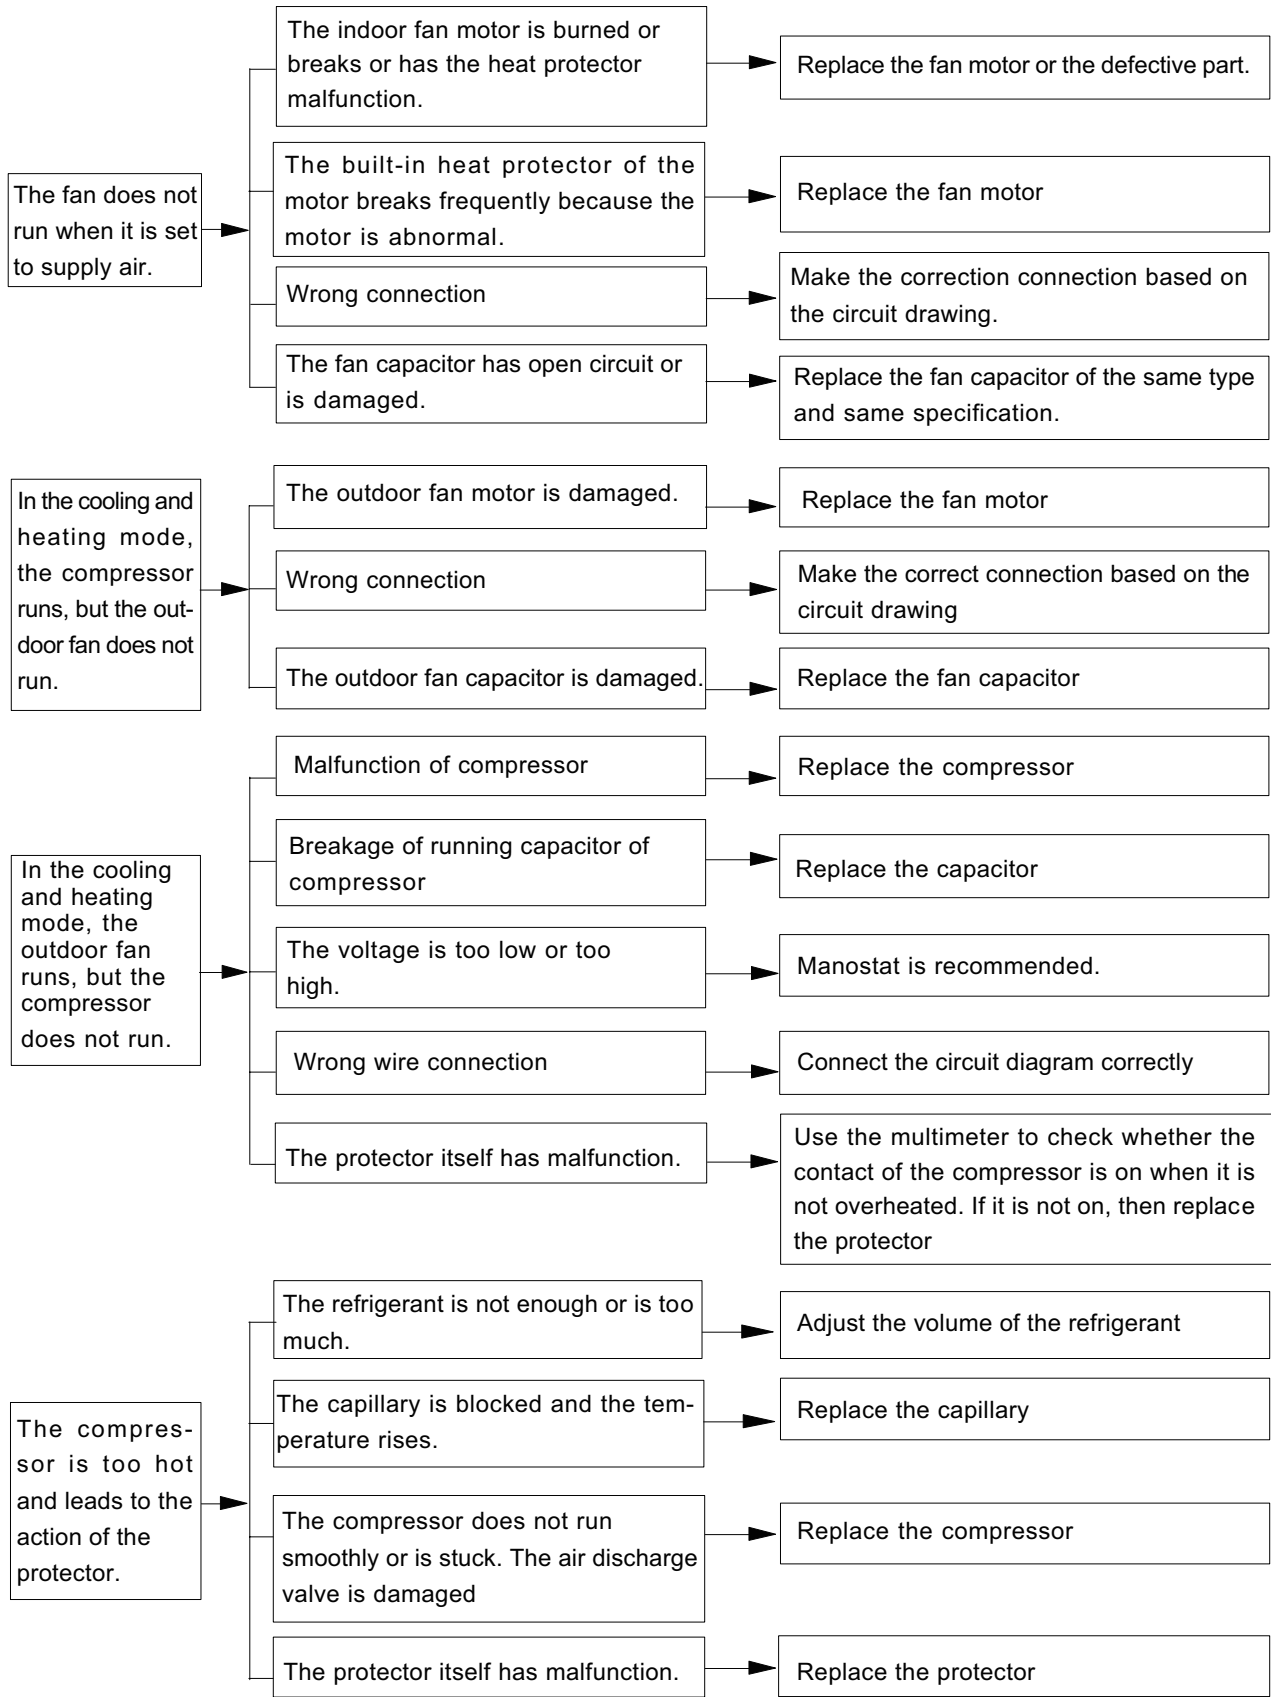 The fan does not
run when it is set
to supply air.
The indoor fan motor is burned or
breaks or has the heat protector
malfunction.
Replace the fan motor or the defective part.
The built-in heat protector of the
motor breaks frequently because the
motor is abnormal.
Replace the fan motor
Wrong connection
Make the correction connection based on
the circuit drawing.
The fan capacitor has open circuit or
is damaged.
Replace the fan capacitor of the same type
and same specification.
In the cooling and
heating mode,
the compressor
runs, but the out-
door fan does not
run.
The outdoor fan motor is damaged.
Replace the fan motor
Wrong connection
Make the correct connection based on the
circuit drawing
The outdoor fan capacitor is damaged.
Replace the fan capacitor
In the cooling
and heating
mode, the
outdoor fan
runs, but the
compressor
does not run.
Malfunction of compressor
Replace the compressor
Breakage of running capacitor of
compressor
Replace the capacitor
The voltage is too low or too
high.
Manostat is recommended.
Wrong wire connection
Connect the circuit diagram correctly
The protector itself has malfunction.
Use the multimeter to check whether the
contact of the compressor is on when it is
not overheated. If it is not on, then replace
the protector
The compres-
sor is too hot
and leads to the
action of the
protector.
The refrigerant is not enough or is too
much.
Adjust the volume of the refrigerant
The capillary is blocked and the tem-
perature rises.
Replace the capillary
The compressor does not run
smoothly or is stuck. The air discharge
valve is damaged
Replace the compressor
The protector itself has malfunction.
Replace the protector